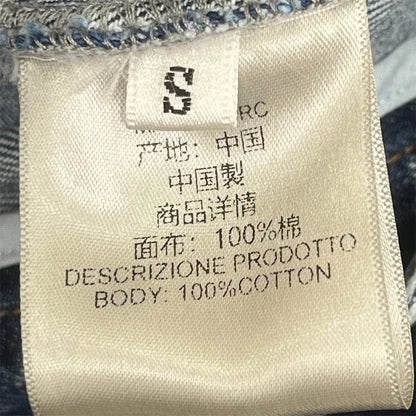 S
产地：中国
中国製
商品详情
面布：100%棉
DESCRIZIONE PRODOTTO
BODY: 100%COTTON